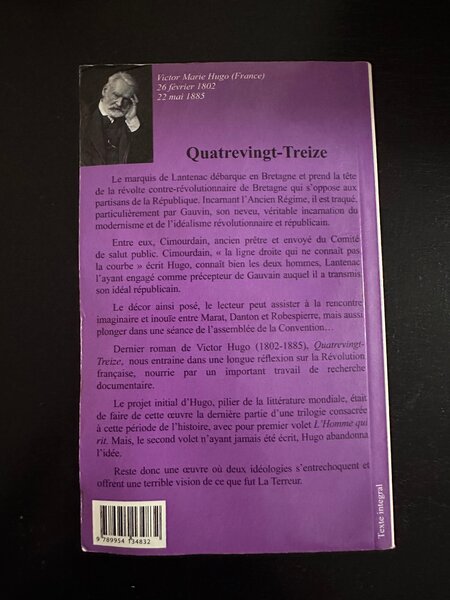 Victor Marie Hugo (France)
26 février 1802
22 mai 1885
Quatrevingt-Treize
Le marquis de Lantenac débarque en Bretagne et prend la tête
de la révolte contre-révolutionnaire de Bretagne qui s'oppose aux
partisans de la République. Incarnant l'Ancien Régime, il est traqué,
particulièrement par Gauvin, son neveu, véritable incarnation du
modernisme et de l'idéalisme révolutionnaire et républicain.
Entre eux, Cimourdain, ancien prêtre et envoyé du Comité
de salut public. Cimourdain, « la ligne droite qui ne connaît pas
la courbe » écrit Hugo, connaît bien les deux hommes, Lantenac
l'ayant engagé comme précepteur de Gauvain auquel il a transmis
son idéal républicain.
Le décor ainsi posé, le lecteur peut assister à la rencontre
imaginaire et inouïe entre Marat, Danton et Robespierre, mais aussi
plonger dans une séance de l'assemblée de la Convention…
Dernier roman de Victor Hugo (1802-1885), Quatrevingt-
Treize, nous entraine dans une longue réflexion sur la Révolution
française, nourrie par un important travail de recherche
documentaire.
Le projet initial d'Hugo, pilier de la littérature mondiale, était
de faire de cette œuvre la dernière partie d'une trilogie consacrée
à cette période de l'histoire, avec pour premier volet L'Homme qui
rit. Mais, le second volet n'ayant jamais été écrit, Hugo abandonna
l'idée.
Reste donc une œuvre où deux idéologies s'entrechoquent et
offrent une terrible vision de ce que fut La Terreur.
9 789954 134832
Texte integral